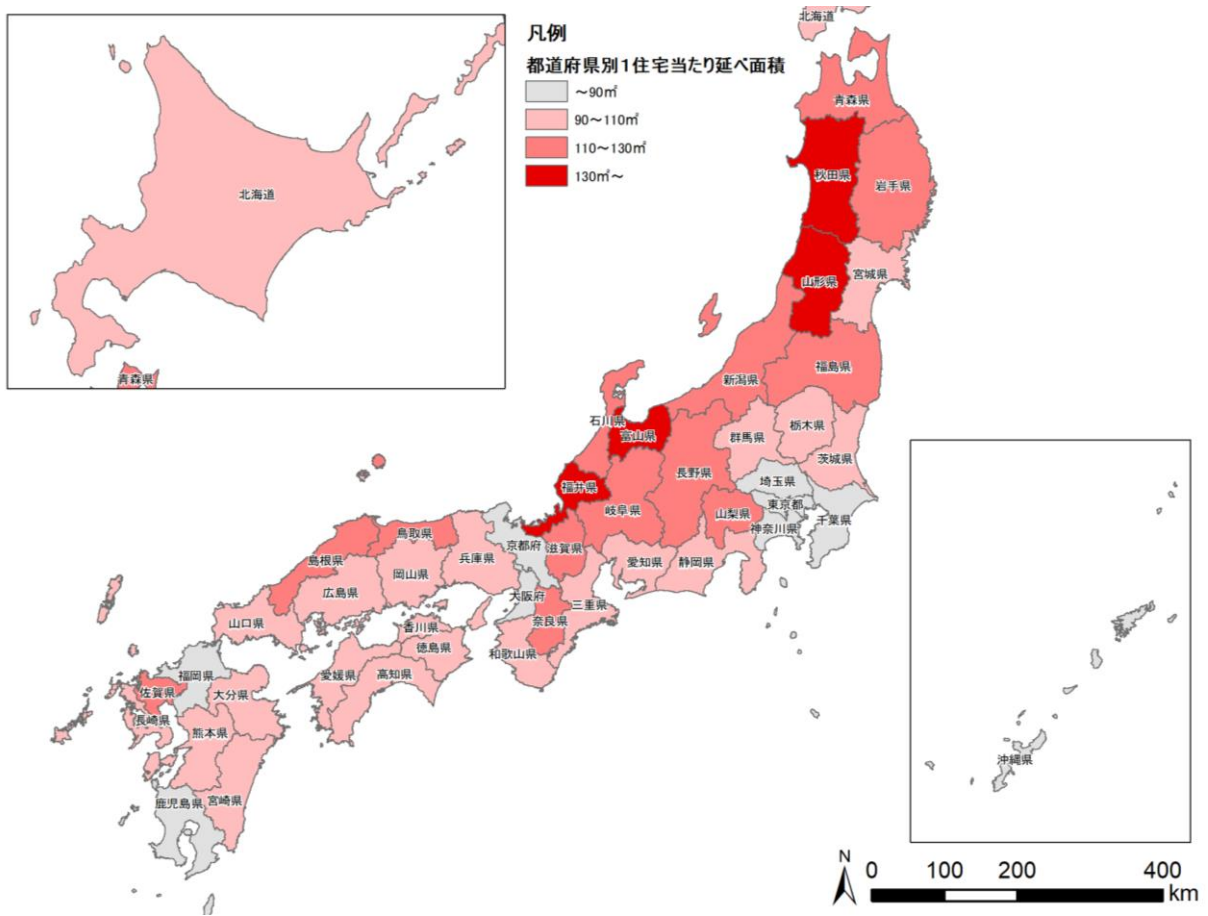 北海道
凡例
都道府県別1住宅当たり延べ面積
～90㎡
90～110㎡
110～130㎡
130㎡～
北海道
青森県
青森県
秋田県
岩手県
山形県
宮城県
新潟県
福島県
石川県
富山県
群馬県
栃木県
茨城県
福井県
長野県
埼玉県
岐阜県
山梨県
東京都
神奈川県
千葉県
鳥取県
京都府
滋賀県
島根県
兵庫県
愛知県
静岡県
岡山県
広島県
大阪府
三重県
山口県
香川県
奈良県
徳島県
和歌山県
福岡県
愛媛県
高知県
佐賀県
大分県
長崎県
熊本県
鹿児島県
宮崎県
沖縄県
N
0 100 200 400
km